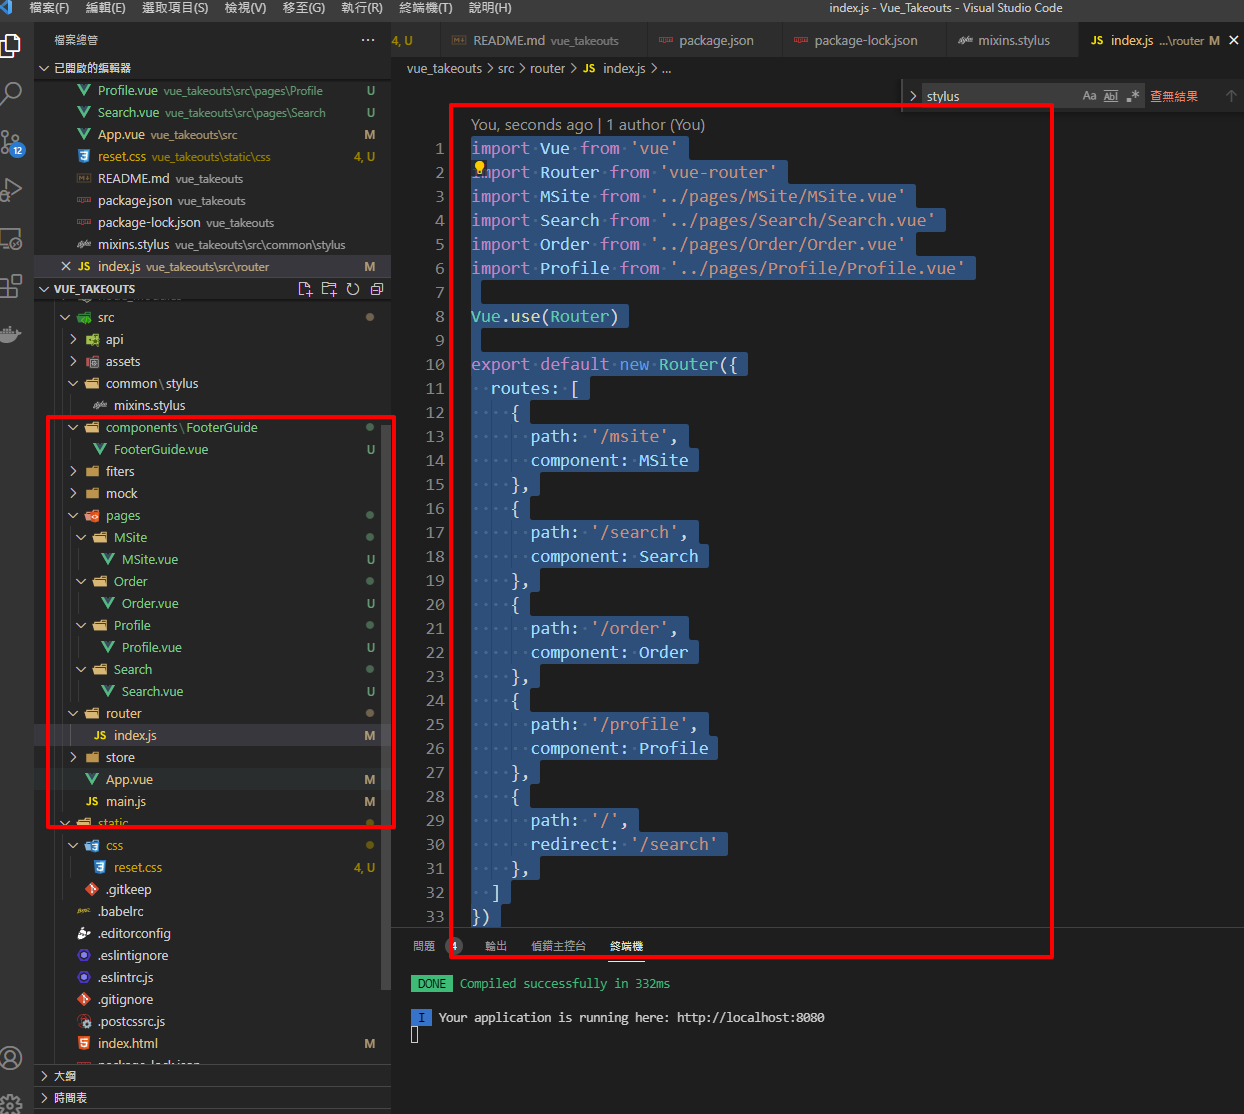 檔案(F) 編輯(E) 選取項目(S) 檢視(V) 移至(G) 執行(R) 終端機(T) 說明(H) index.js - Vue_Takeouts - Visual Studio Code
檔案總管 ···
已開啟的編輯器
Profile.vue vue_takeouts\src\pages\Profile U
Search.vue vue_takeouts\src\pages\Search U
App.vue vue_takeouts\src M
reset.css vue_takeouts\static\css 4, U
README.md vue_takeouts
package.json vue_takeouts
package-lock.json vue_takeouts
mixins.stylus vue_takeouts\src\common\stylus
JS index.js vue_takeouts\src\router M
12
VUE_TAKEOUTS
src
api
assets
common\stylus
mixins.stylus
components\FooterGuide
FooterGuide.vue U
fiters
mock
pages
MSite
MSite.vue U
Order
Order.vue U
Profile
Profile.vue U
Search
Search.vue U
router
JS index.js M
store
App.vue M
JS main.js M
static
css
reset.css 4, U
.gitkeep
.babelrc
.editorconfig
.eslintignore
.eslintrc.js
.gitignore
.postcssrc.js
index.html M
package-lock.json
大綱
時間表
4, U README.md vue_takeouts package.json package-lock.json mixins.stylus JS index.js ...\router M
vue_takeouts > src > router > JS index.js > ...
stylus Aa Abl .* 查無結果
You, seconds ago | 1 author (You)
1 import Vue from 'vue'
2 import Router from 'vue-router'
3 import MSite from '../pages/MSite/MSite.vue'
4 import Search from '../pages/Search/Search.vue'
5 import Order from '../pages/Order/Order.vue'
6 import Profile from '../pages/Profile/Profile.vue'
7
8 Vue.use(Router)
9
10 export default new Router({
11 routes: [
12 {
13 path: '/msite',
14 component: MSite
15 },
16 {
17 path: '/search',
18 component: Search
19 },
20 {
21 path: '/order',
22 component: Order
23 },
24 {
25 path: '/profile',
26 component: Profile
27 },
28 {
29 path: '/',
30 redirect: '/search'
31 },
32 ]
33 })
問題 4 輸出 偵錯主控台 終端機
DONE Compiled successfully in 332ms
I Your application is running here: http://localhost:8080